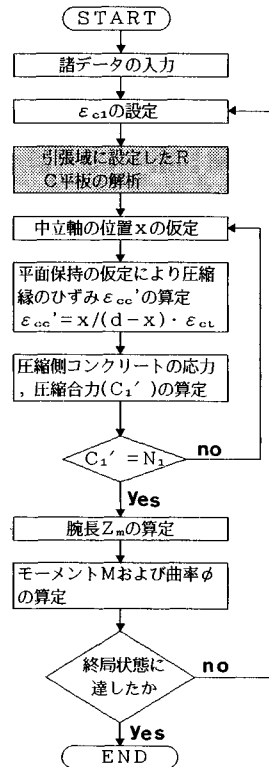 START
諸データの入力
εc1の設定
引張域に設定したR
C平板の解析
中立軸の位置xの仮定
平面保持の仮定により圧縮
縁のひずみεcc'の算定
εcc'=x/(d-x)・εct
圧縮側コンクリートの応力
,圧縮合力(C1')の算定
C1'=N1
no
Yes
腕長Zmの算定
モーメントMおよび曲率φ
の算定
終局状態に
達したか
no
Yes
END